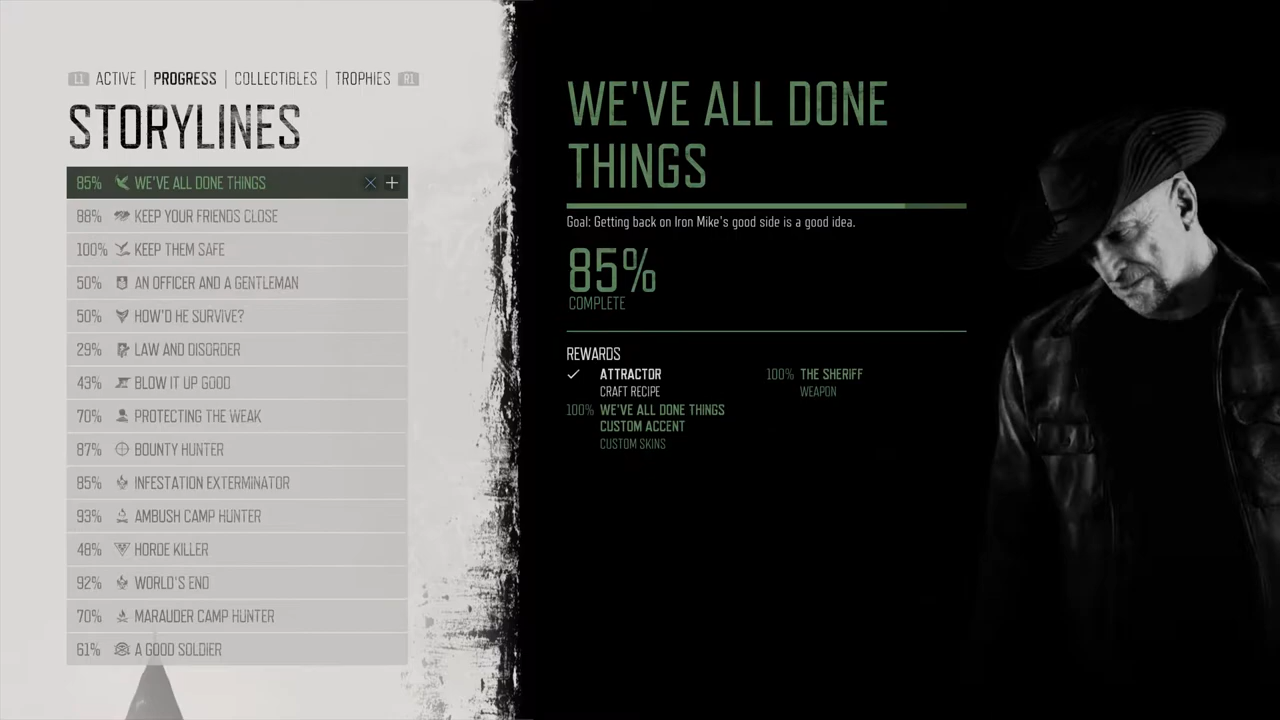 L1 ACTIVE | PROGRESS | COLLECTIBLES | TROPHIES R1
STORYLINES
85% WE'VE ALL DONE THINGS
88% KEEP YOUR FRIENDS CLOSE
100% KEEP THEM SAFE
50% AN OFFICER AND A GENTLEMAN
50% HOW'D HE SURVIVE?
29% LAW AND DISORDER
43% BLOW IT UP GOOD
70% PROTECTING THE WEAK
87% BOUNTY HUNTER
85% INFESTATION EXTERMINATOR
93% AMBUSH CAMP HUNTER
48% HORDE KILLER
92% WORLD'S END
70% MARAUDER CAMP HUNTER
61% A GOOD SOLDIER
WE'VE ALL DONE
THINGS
Goal: Getting back on Iron Mike's good side is a good idea.
85%
COMPLETE
REWARDS
ATTRACTOR
CRAFT RECIPE
100% WE'VE ALL DONE THINGS
CUSTOM ACCENT
CUSTOM SKINS
100% THE SHERIFF
WEAPON